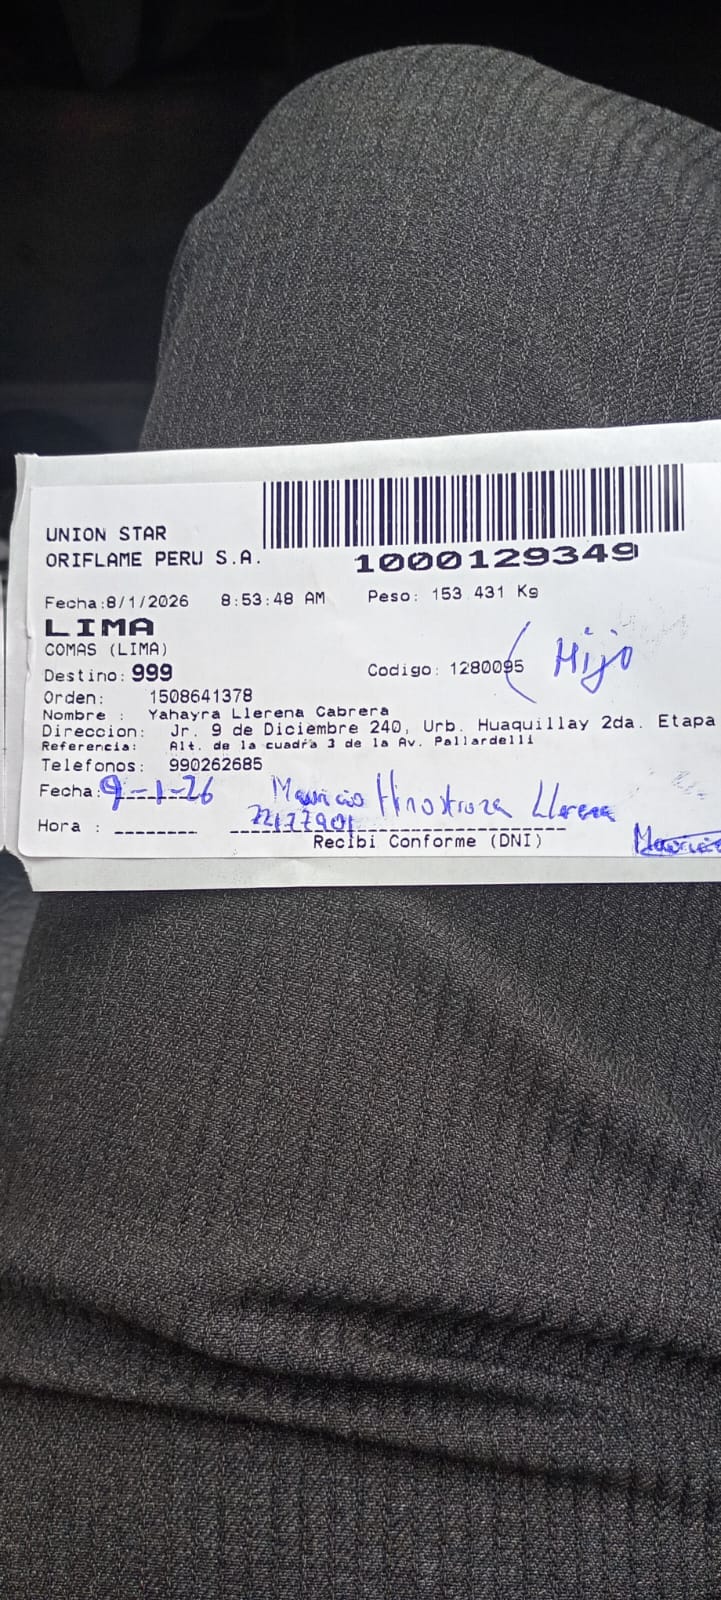 UNION STAR
ORIFLAME PERU S.A.
1000129349
Fecha:8/1/2026 8:53:48 AM Peso: 153.431 Kg
LIMA
COMAS (LIMA)
Destino: 999 Codigo: 1280095 ( Hijo
Orden: 1508641378
Nombre : Yahayra Llerena Cabrera
Direccion: Jr. 9 de Diciembre 240, Urb. Huaquillay 2da. Etapa
Referencia: Alt. de la cuadra 3 de la Av. Pallardelli
Telefonos: 990262685
Fecha: 9-1-26 Mauricio Hinostroza Llerena
Hora :
Recibi Conforme (DNI)